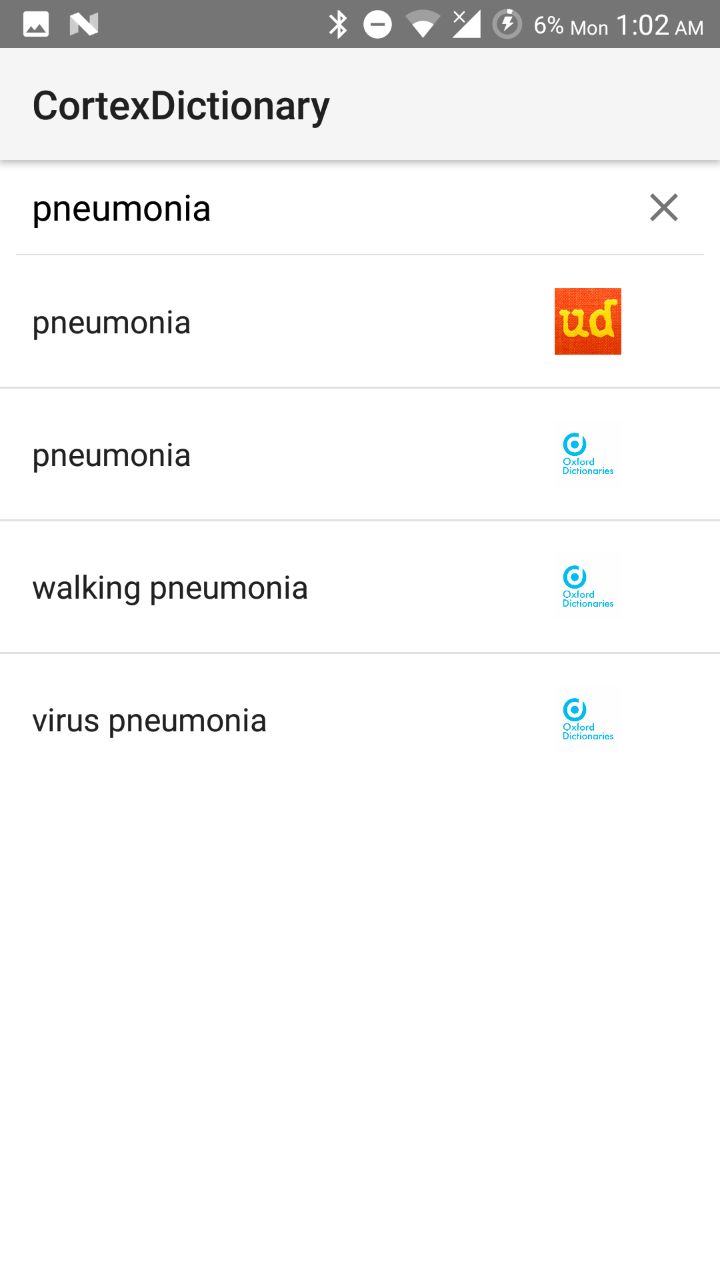 6% Mon 1:02 AM
CortexDictionary
pneumonia
pneumonia
ud
pneumonia
Oxford
Dictionaries
walking pneumonia
Oxford
Dictionaries
virus pneumonia
Oxford
Dictionaries